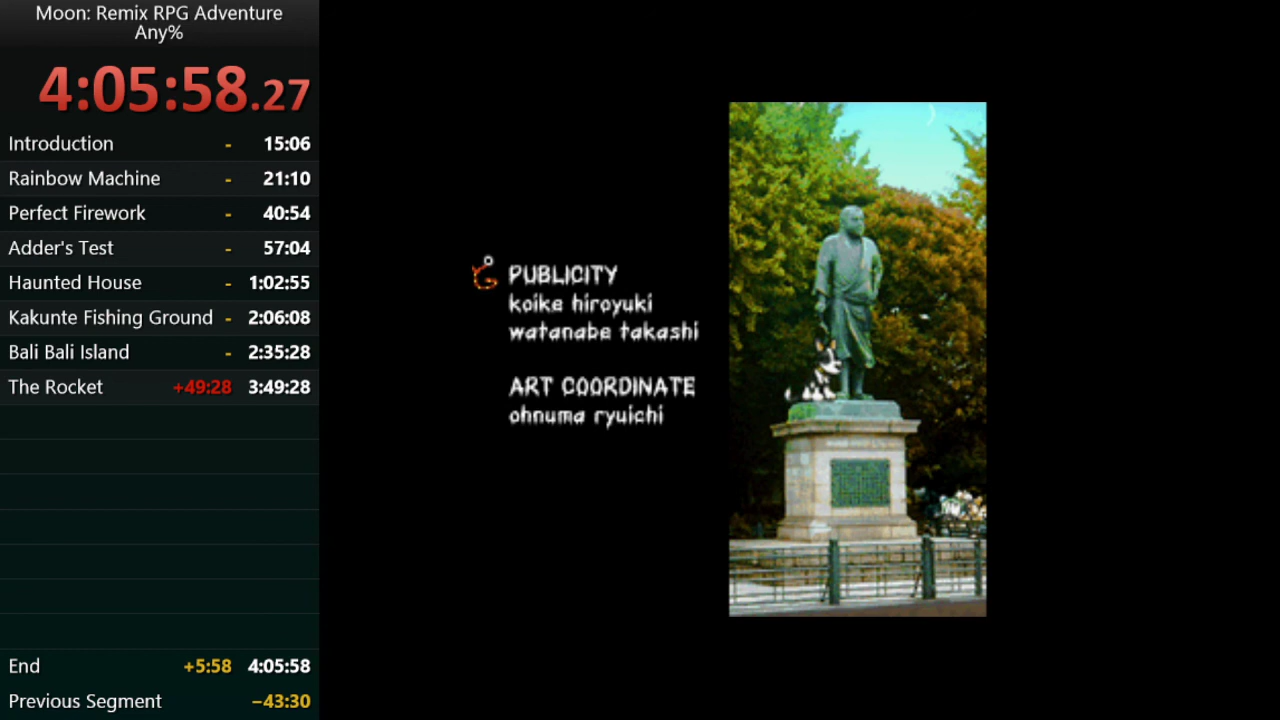 Moon: Remix RPG Adventure
Any%
4:05:58.27
Introduction - 15:06
Rainbow Machine - 21:10
Perfect Firework - 40:54
Adder's Test - 57:04
Haunted House - 1:02:55
Kakunte Fishing Ground - 2:06:08
Bali Bali Island - 2:35:28
The Rocket +49:28 3:49:28
End +5:58 4:05:58
Previous Segment −43:30
PUBLICITY
koike hiroyuki
watanabe takashi
ART COORDINATE
ohnuma ryuichi